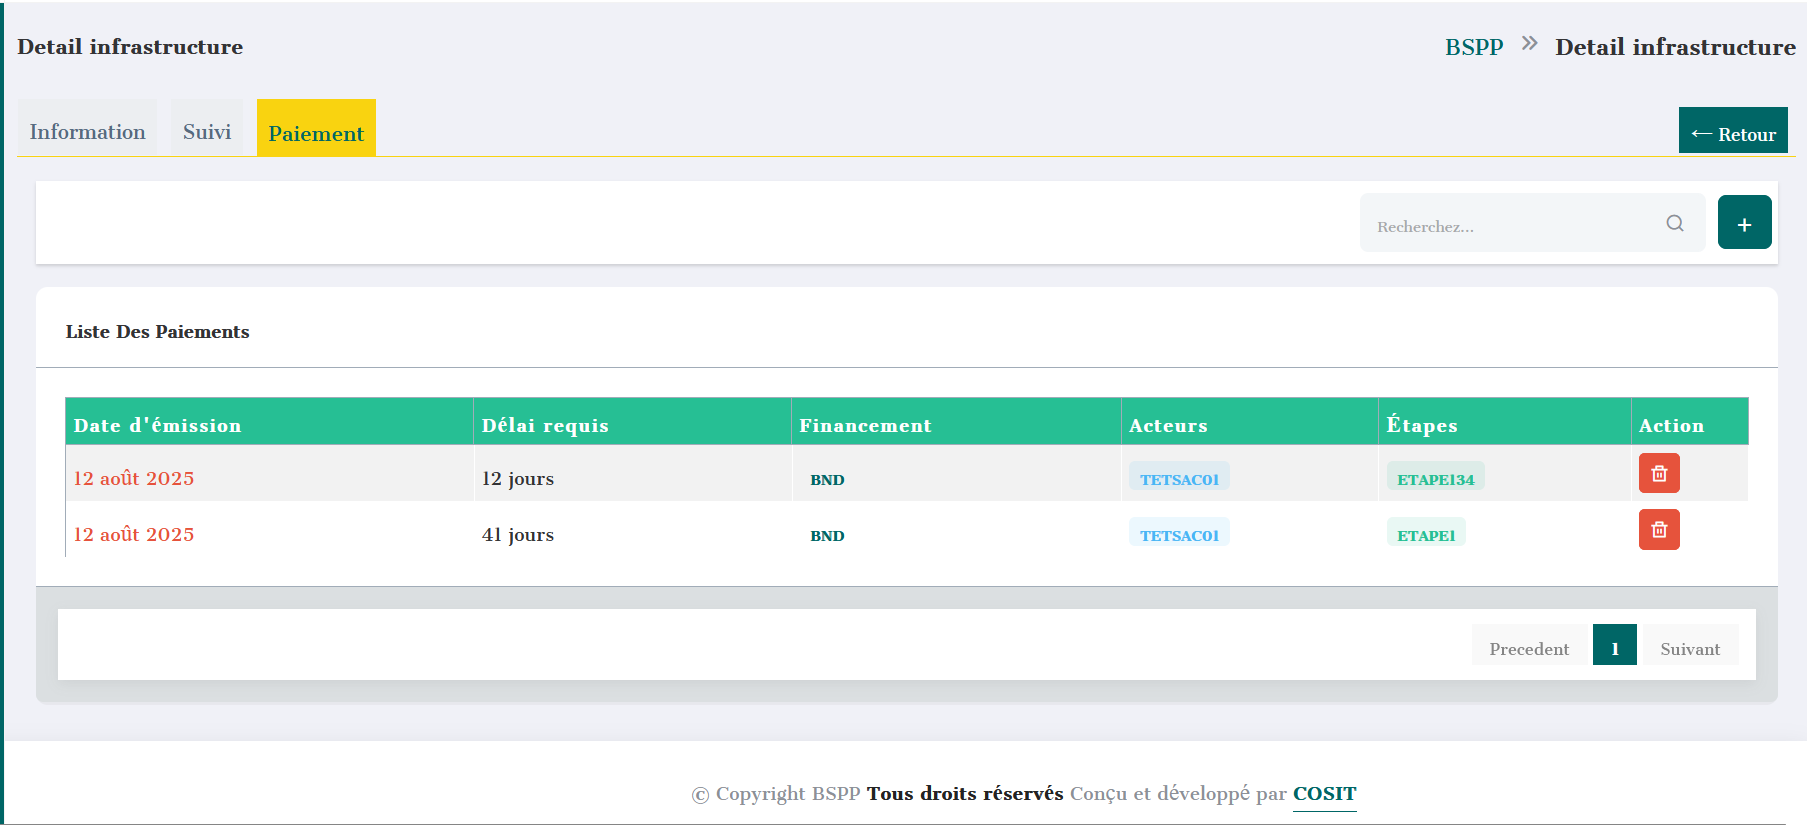 Detail infrastructure
BSPP » Detail infrastructure
Information Suivi Paiement
← Retour
Recherchez...
+
Liste Des Paiements
Date d'émission Délai requis Financement Acteurs Étapes Action
12 août 2025 12 jours BND TETSAC01 ETAPE134
12 août 2025 41 jours BND TETSAC01 ETAPE1
Precedent 1 Suivant
© Copyright BSPP Tous droits réservés Conçu et développé par COSIT